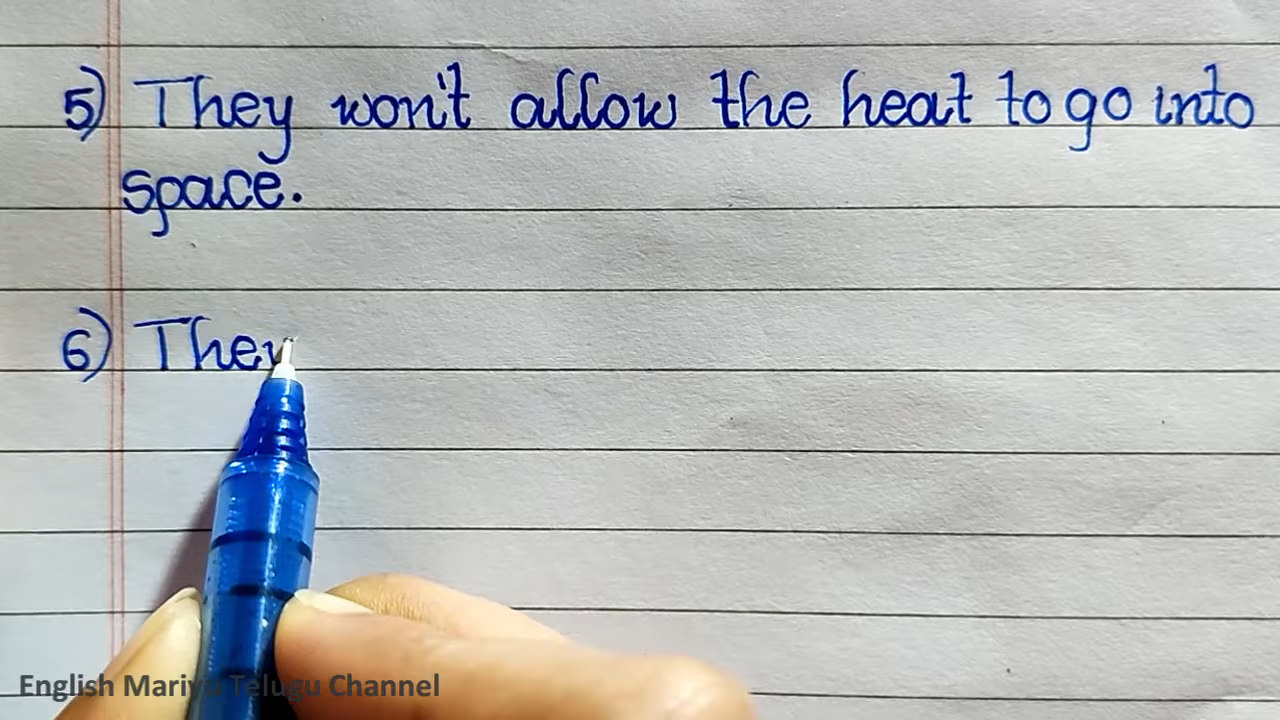 5) They won't allow the heat to go into
space.
6) They
English Mariyu Telugu Channel